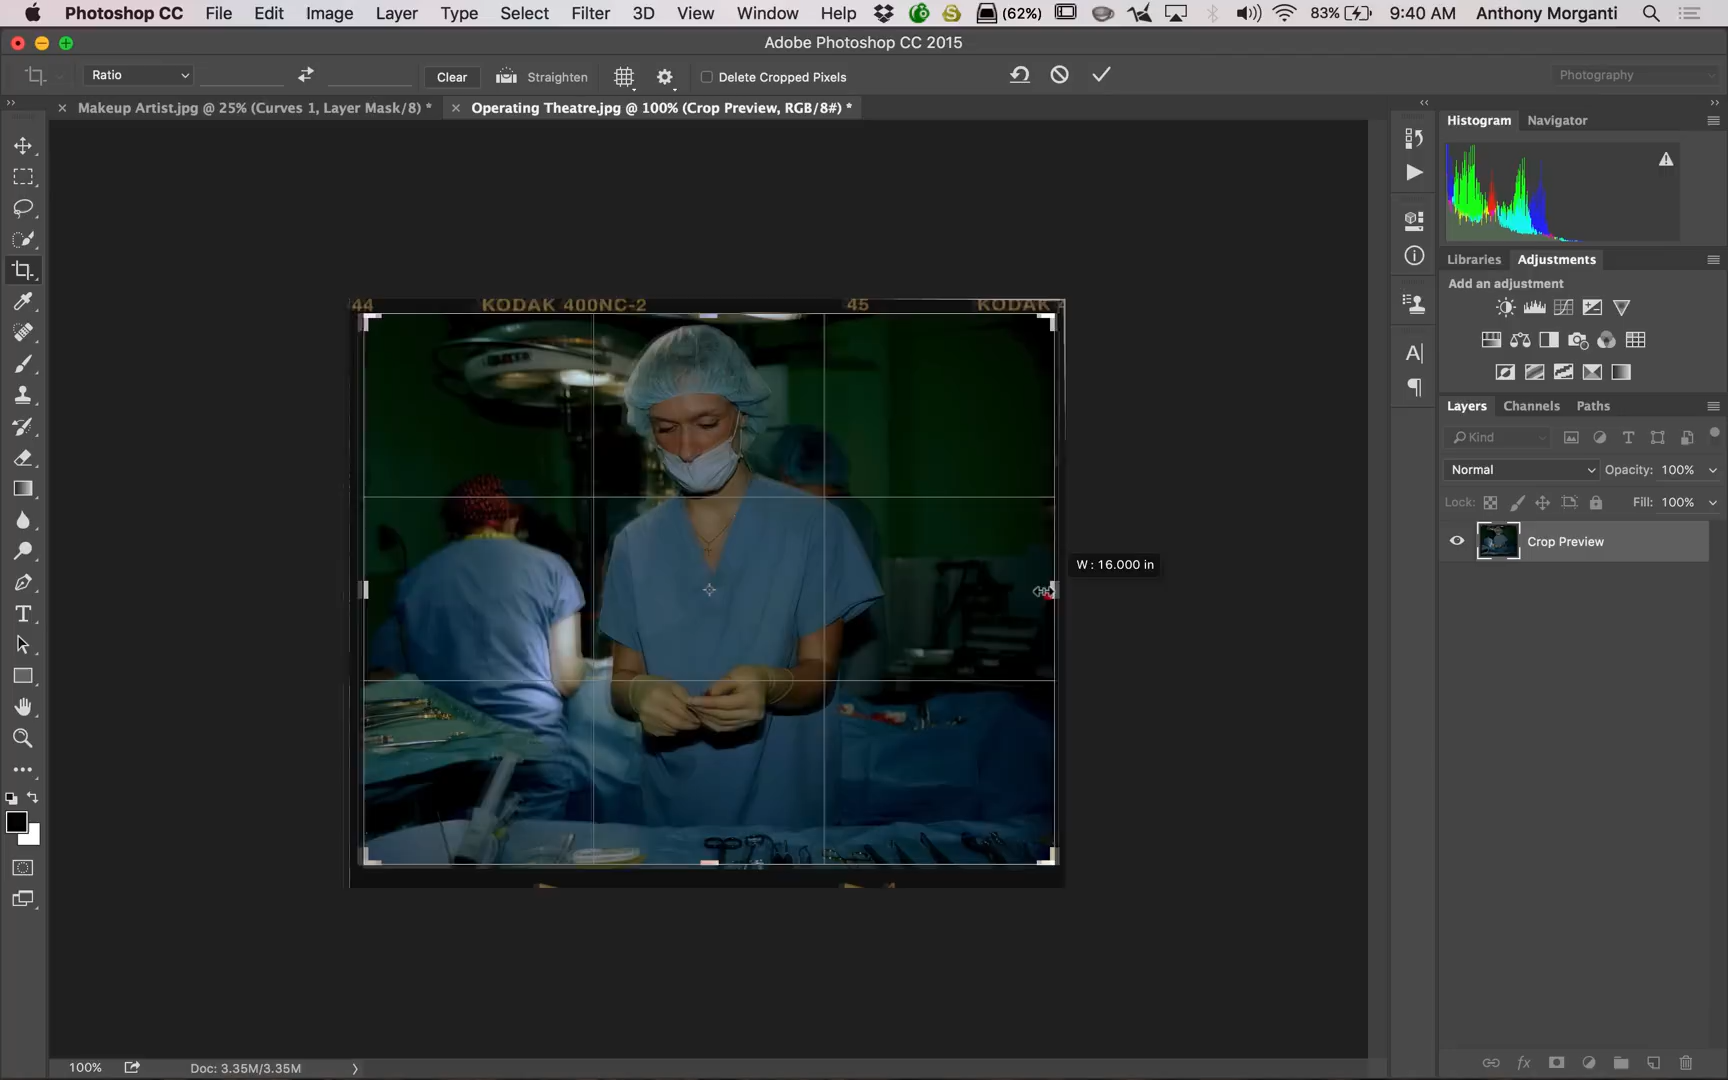 Photoshop CC File Edit Image Layer Type Select Filter 3D View Window Help (62%) 83% 9:40 AM Anthony Morganti
Adobe Photoshop CC 2015
Ratio Clear Straighten Delete Cropped Pixels Photography
Makeup Artist.jpg @ 25% (Curves 1, Layer Mask/8) * Operating Theatre.jpg @ 100% (Crop Preview, RGB/8#) *
Histogram Navigator
Libraries Adjustments
Add an adjustment
44 KODAK 400NC-2 45 KODAK 4
Layers Channels Paths
Kind
Normal Opacity: 100%
Lock: Fill: 100%
Crop Preview
W : 16.000 in
100% Doc: 3.35M/3.35M